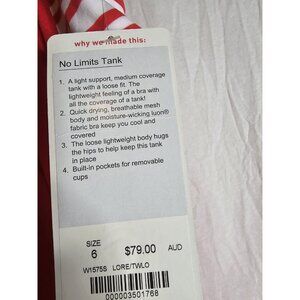 why we made this:
No Limits Tank
1. A light support, medium coverage
tank with a loose fit. The
lightweight feeling of a bra with
all the coverage of a tank!
2. Quick drying, breathable mesh
body and moisture-wicking luon®
fabric bra keep you cool and
covered
3. The loose lightweight body hugs
the hips to help keep this tank
in place
4. Built-in pockets for removable
cups
SIZE
6 $79.00 AUD
W1575S LORE/TWLO
000003501768